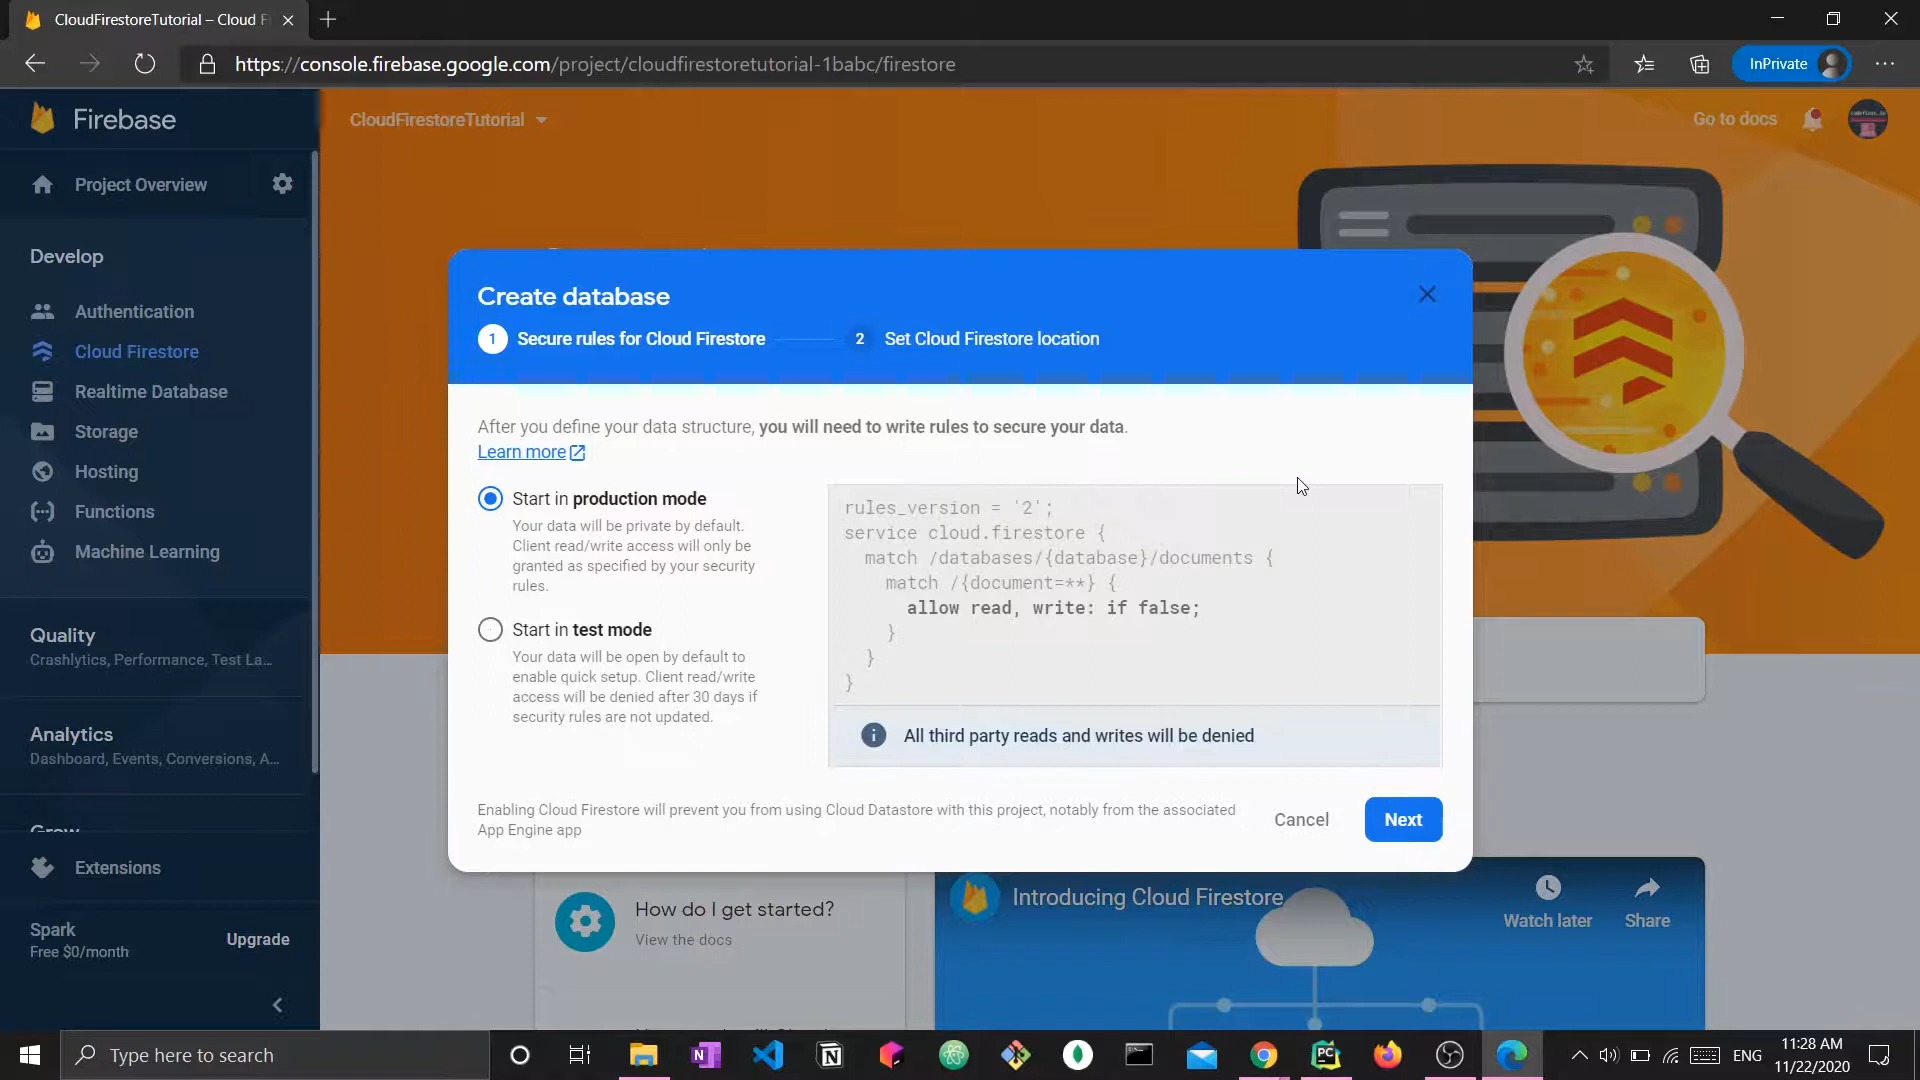 CloudFirestoreTutorial – Cloud F
https://console.firebase.google.com/project/cloudfirestoretutorial-1babc/firestore
InPrivate
Firebase
CloudFirestoreTutorial
Go to docs
Project Overview
Develop
Authentication
Cloud Firestore
Realtime Database
Storage
Hosting
Functions
Machine Learning
Quality
Crashlytics, Performance, Test La...
Analytics
Dashboard, Events, Conversions, A...
Grow
Extensions
Spark
Free $0/month
Upgrade
Create database
1 Secure rules for Cloud Firestore
2 Set Cloud Firestore location
After you define your data structure, you will need to write rules to secure your data.
Learn more
Start in production mode
Your data will be private by default.
Client read/write access will only be
granted as specified by your security
rules.
Start in test mode
Your data will be open by default to
enable quick setup. Client read/write
access will be denied after 30 days if
security rules are not updated.
rules_version = '2';
service cloud.firestore {
match /databases/{database}/documents {
match /{document=**} {
allow read, write: if false;
}
}
}
All third party reads and writes will be denied
Enabling Cloud Firestore will prevent you from using Cloud Datastore with this project, notably from the associated
App Engine app
Cancel
Next
How do I get started?
View the docs
Introducing Cloud Firestore
Watch later
Share
Type here to search
ENG
11:28 AM
11/22/2020